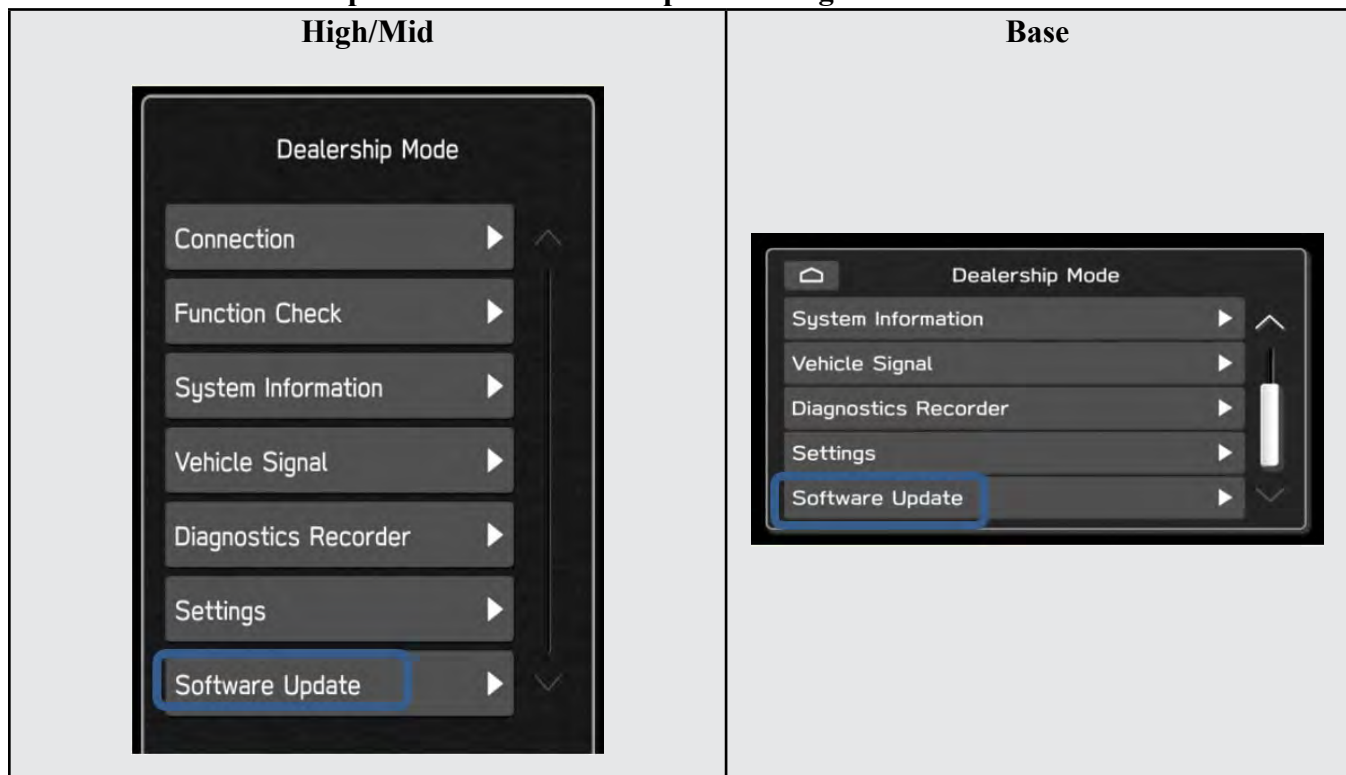 High/Mid
Base
Dealership Mode
Connection
Function Check
System Information
Vehicle Signal
Diagnostics Recorder
Settings
Software Update
Dealership Mode
System Information
Vehicle Signal
Diagnostics Recorder
Settings
Software Update